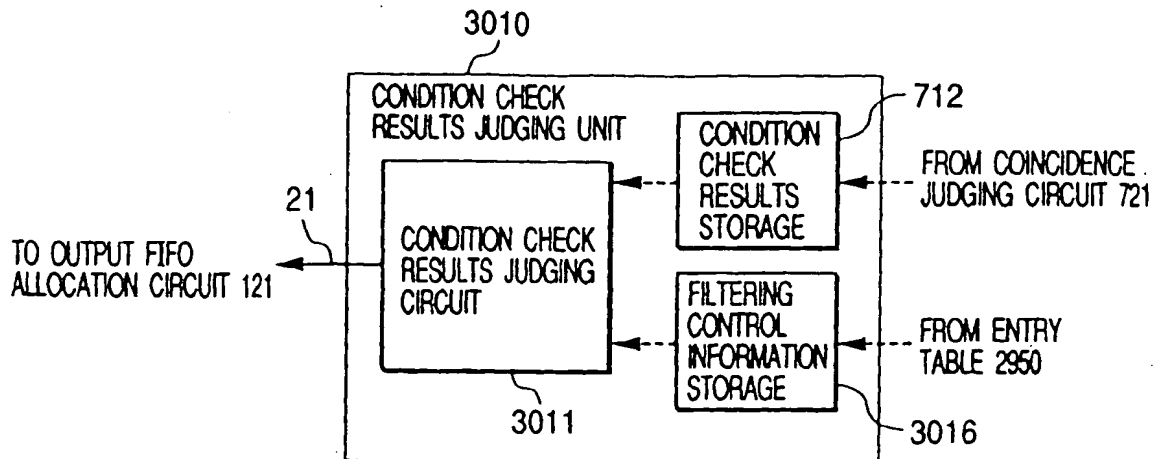 3010
CONDITION CHECK
RESULTS JUDGING UNIT
712
CONDITION
CHECK
RESULTS
STORAGE
FROM COINCIDENCE
JUDGING CIRCUIT 721
21
TO OUTPUT FIFO
ALLOCATION CIRCUIT 121
CONDITION CHECK
RESULTS JUDGING
CIRCUIT
FILTERING
CONTROL
INFORMATION
STORAGE
FROM ENTRY
TABLE 2950
3011
3016